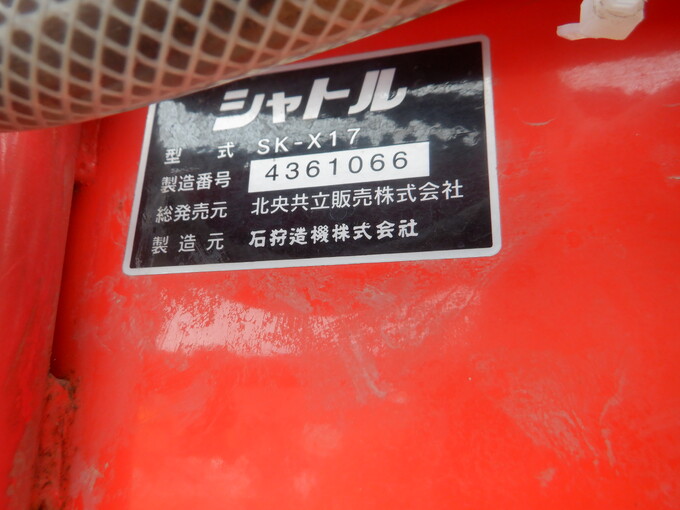 シャトル
型式 SK-X17
製造番号 4361066
総発売元 北央共立販売株式会社
製造元 石狩造機株式会社